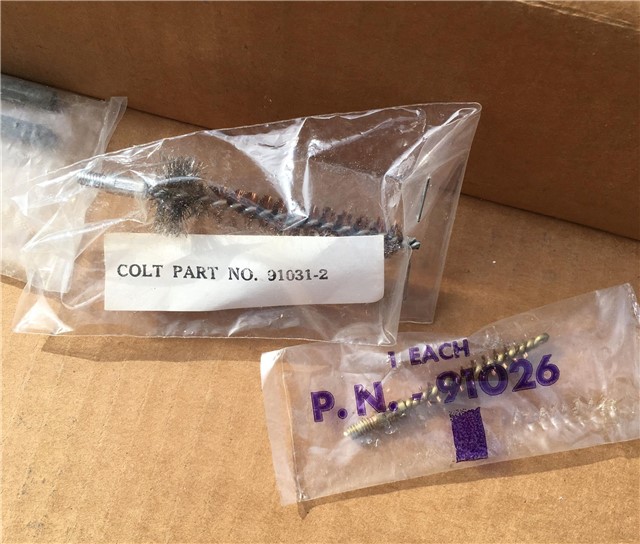 COLT PART NO. 91031-2
1 EACH
P.N.-91026